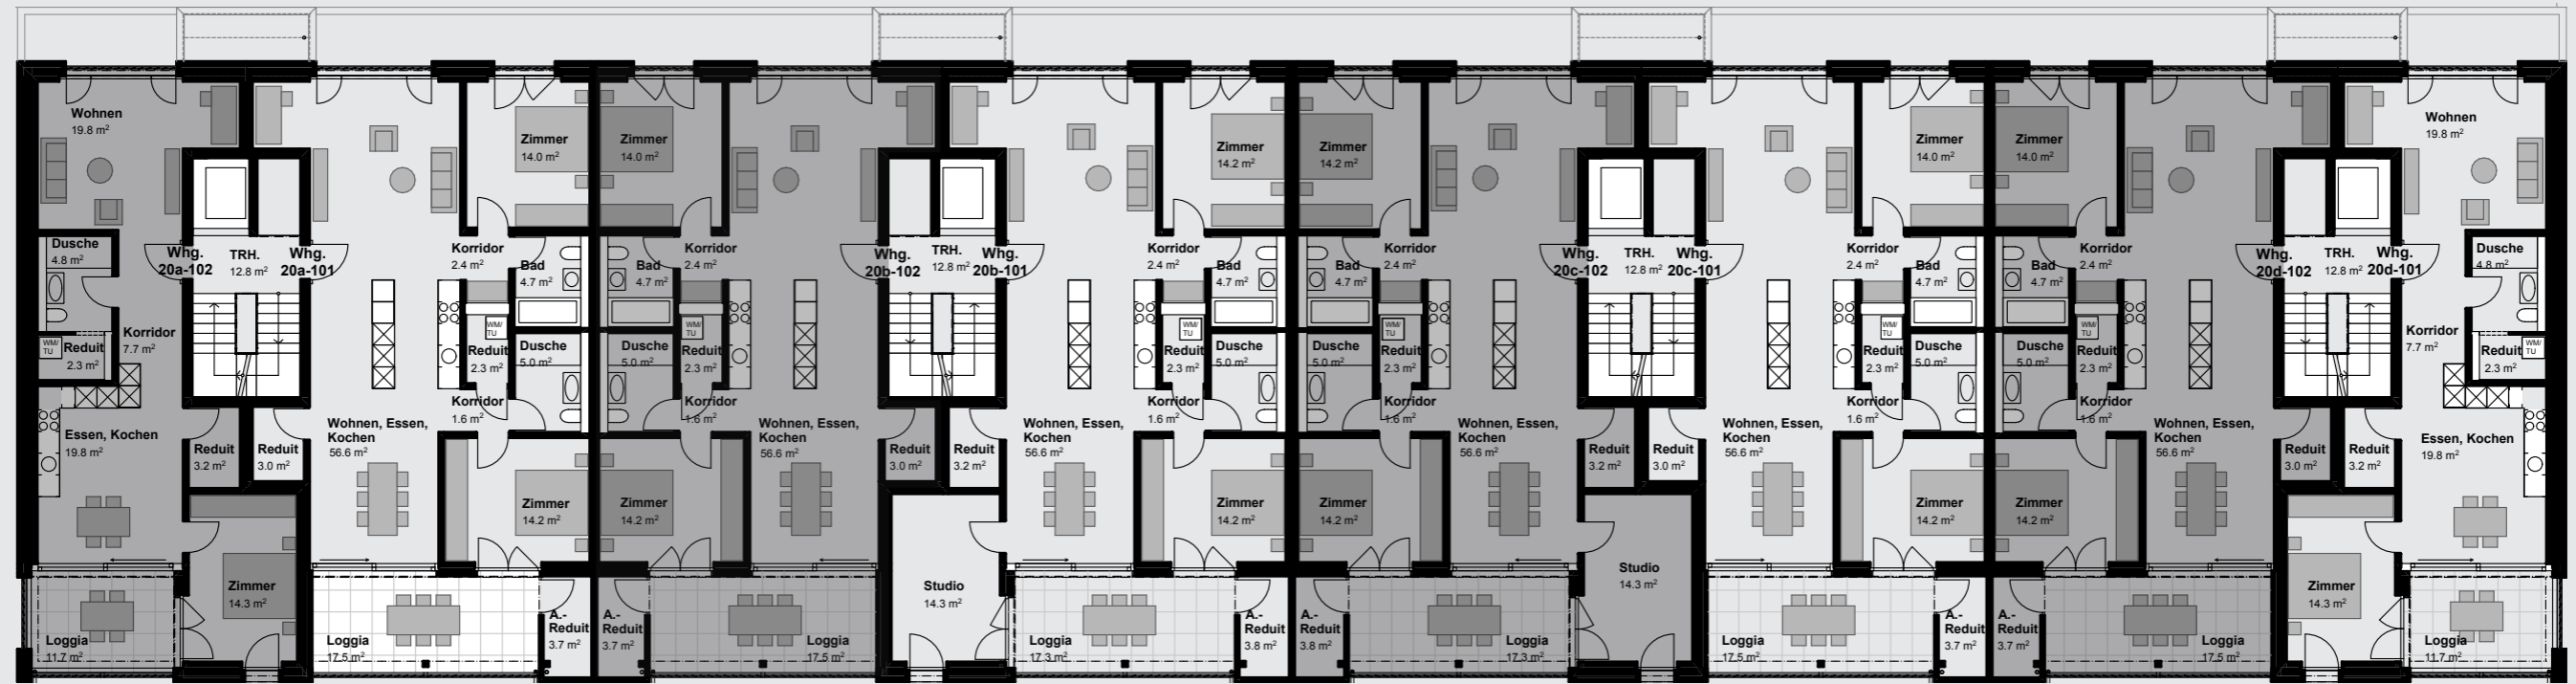 Wohnen
19.8 m²
Dusche
4.8 m²
WM/
TU
Reduit
2.3 m²
Korridor
7.7 m²
Essen, Kochen
19.8 m²
Loggia
11.7 m²
Whg.
20a-102
TRH.
12.8 m²
Whg.
20a-101
Reduit
3.2 m²
Reduit
3.0 m²
Zimmer
14.3 m²
Wohnen, Essen,
Kochen
56.6 m²
Loggia
17.5 m²
Zimmer
14.0 m²
Korridor
2.4 m²
Bad
4.7 m²
WM/
TU
Reduit
2.3 m²
Dusche
5.0 m²
Korridor
1.6 m²
Zimmer
14.2 m²
A.-
Reduit
3.7 m²
Zimmer
14.0 m²
Korridor
2.4 m²
Bad
4.7 m²
WM/
TU
Dusche
5.0 m²
Reduit
2.3 m²
Korridor
1.6 m²
Zimmer
14.2 m²
A.-
Reduit
3.7 m²
Wohnen, Essen,
Kochen
56.6 m²
Loggia
17.5 m²
Whg.
20b-102
TRH.
12.8 m²
Whg.
20b-101
Reduit
3.0 m²
Reduit
3.2 m²
Studio
14.3 m²
Wohnen, Essen,
Kochen
56.6 m²
Loggia
17.3 m²
Zimmer
14.2 m²
Korridor
2.4 m²
Bad
4.7 m²
WM/
TU
Reduit
2.3 m²
Dusche
5.0 m²
Korridor
1.6 m²
Zimmer
14.2 m²
A.-
Reduit
3.8 m²
Zimmer
14.2 m²
Korridor
2.4 m²
Bad
4.7 m²
WM/
TU
Dusche
5.0 m²
Reduit
2.3 m²
Korridor
1.6 m²
Zimmer
14.2 m²
A.-
Reduit
3.8 m²
Wohnen, Essen,
Kochen
56.6 m²
Loggia
17.3 m²
Whg.
20c-102
TRH.
12.8 m²
Whg.
20c-101
Reduit
3.2 m²
Reduit
3.0 m²
Studio
14.3 m²
Wohnen, Essen,
Kochen
56.6 m²
Loggia
17.5 m²
Zimmer
14.0 m²
Korridor
2.4 m²
Bad
4.7 m²
WM/
TU
Reduit
2.3 m²
Dusche
5.0 m²
Korridor
1.6 m²
Zimmer
14.2 m²
A.-
Reduit
3.7 m²
Zimmer
14.0 m²
Korridor
2.4 m²
Bad
4.7 m²
WM/
TU
Dusche
5.0 m²
Reduit
2.3 m²
Korridor
1.6 m²
Zimmer
14.2 m²
A.-
Reduit
3.7 m²
Wohnen, Essen,
Kochen
56.6 m²
Loggia
17.5 m²
Whg.
20d-102
TRH.
12.8 m²
Whg.
20d-101
Reduit
3.0 m²
Reduit
3.2 m²
Zimmer
14.3 m²
Wohnen
19.8 m²
Dusche
4.8 m²
Korridor
7.7 m²
Reduit
2.3 m²
WM/
TU
Essen, Kochen
19.8 m²
Loggia
11.7 m²